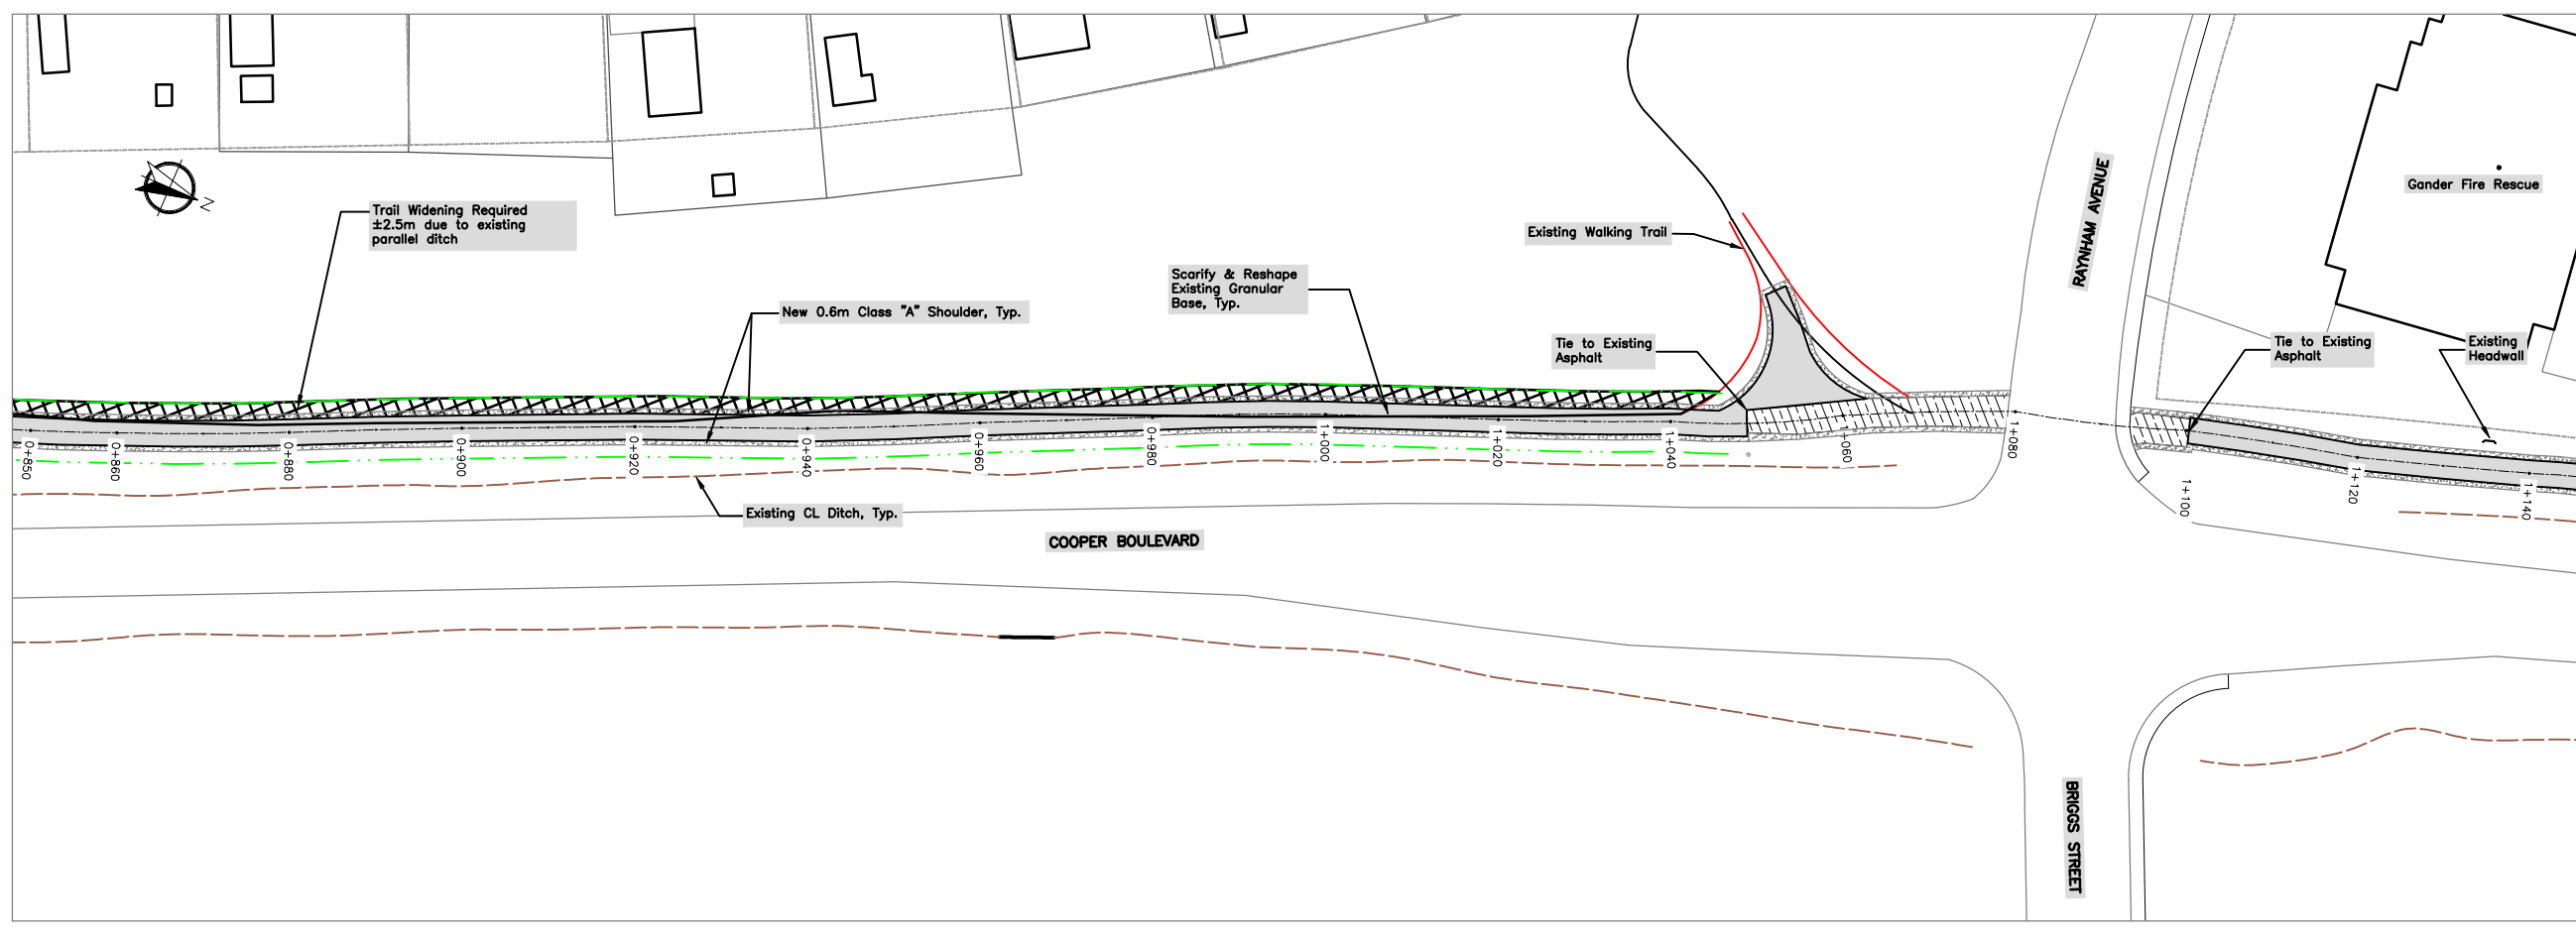 Trail Widening Required
±2.5m due to existing
parallel ditch
N
New 0.6m Class "A" Shoulder, Typ.
Scarify & Reshape
Existing Granular
Base, Typ.
Existing Walking Trail
Tie to Existing
Asphalt
RAYNHAM AVENUE
Gander Fire Rescue
Tie to Existing
Asphalt
Existing
Headwall
0+850
0+860
0+880
0+900
0+920
0+940
0+960
0+980
1+000
1+020
1+040
1+060
1+080
1+100
1+120
1+140
Existing CL Ditch, Typ.
COOPER BOULEVARD
BRIGGS STREET